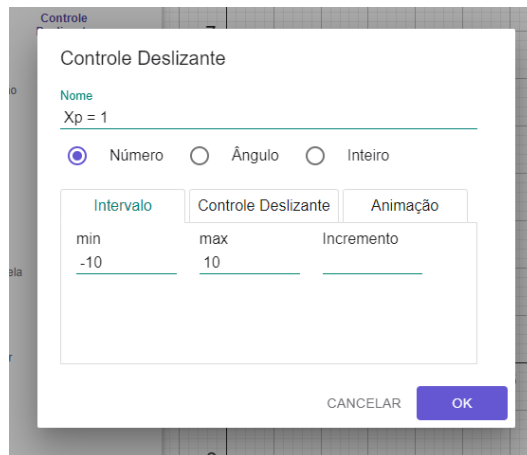 Controle
Controle Deslizante
Nome
Xp = 1
Número Ângulo Inteiro
Intervalo Controle Deslizante Animação
min max Incremento
-10 10
CANCELAR OK